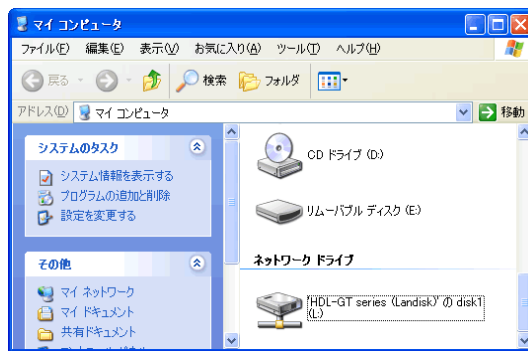 マイ コンピュータ
ファイル(F) 編集(E) 表示(V) お気に入り(A) ツール(T) ヘルプ(H)
戻る 検索 フォルダ
アドレス(D) マイ コンピュータ 移動
システムのタスク
システム情報を表示する
プログラムの追加と削除
設定を変更する
その他
マイ ネットワーク
マイ ドキュメント
共有ドキュメント
CD ドライブ (D:)
リムーバブル ディスク (E:)
ネットワーク ドライブ
'HDL-GT series (Landisk)' の disk1
(L:)